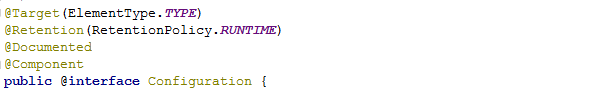 @Target(ElementType.TYPE)
@Retention(RetentionPolicy.RUNTIME)
@Documented
@Component
public @interface Configuration {